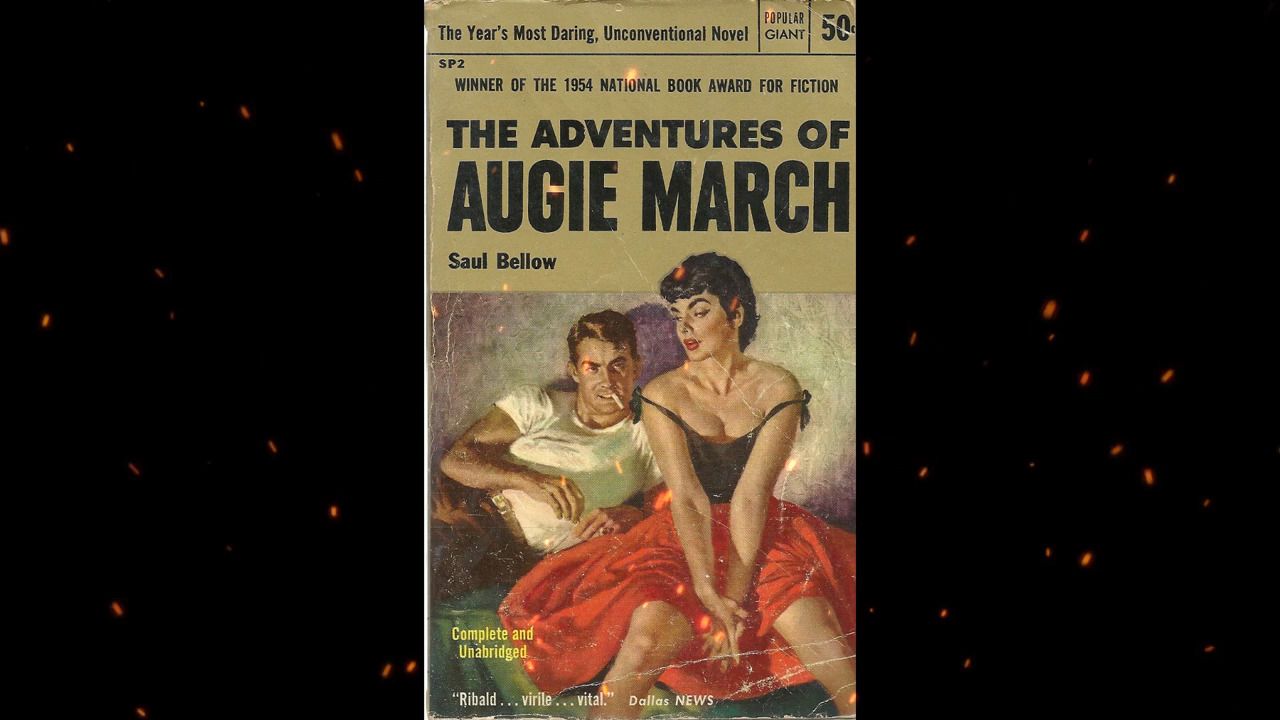 The Year's Most Daring, Unconventional Novel
POPULAR
GIANT
50¢
SP2
WINNER OF THE 1954 NATIONAL BOOK AWARD FOR FICTION
THE ADVENTURES OF
AUGIE MARCH
Saul Bellow
Complete and
Unabridged
"Ribald . . . virile . . . vital." Dallas NEWS